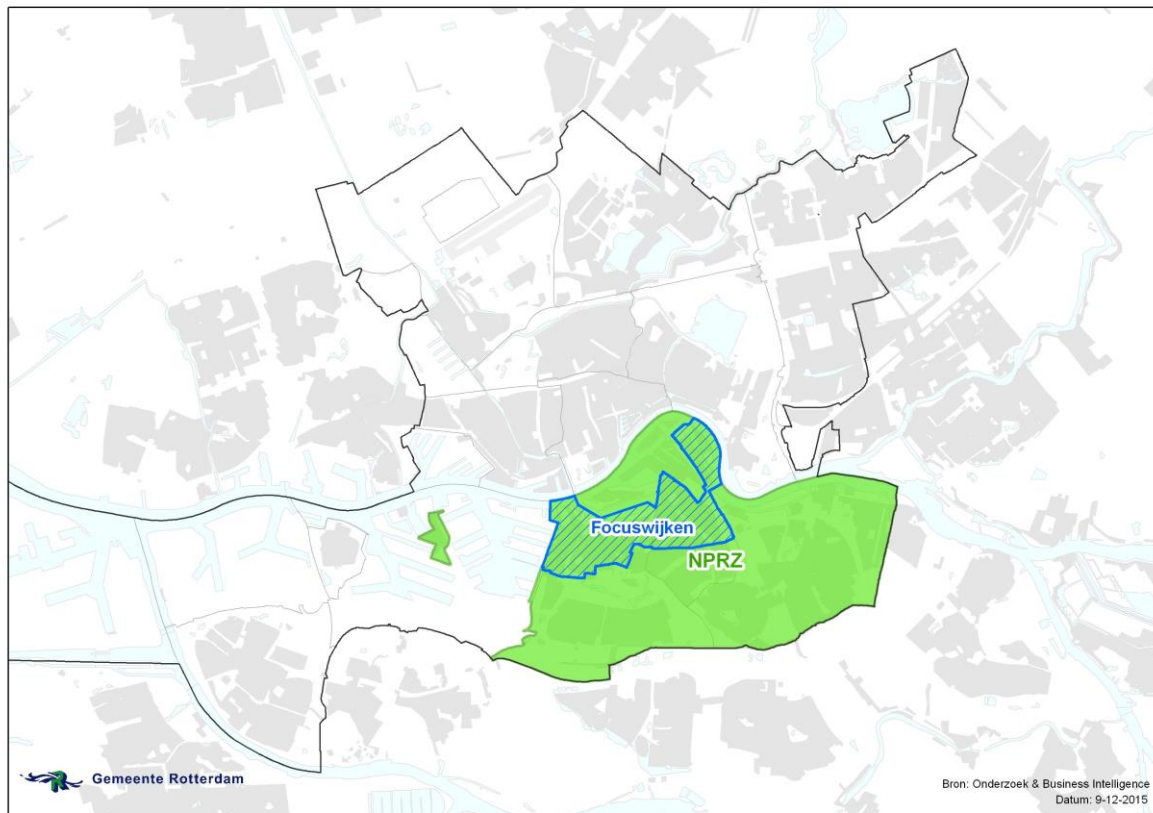 Focuswijken
NPRZ
Gemeente Rotterdam
Bron: Onderzoek & Business Intelligence
Datum: 9-12-2015